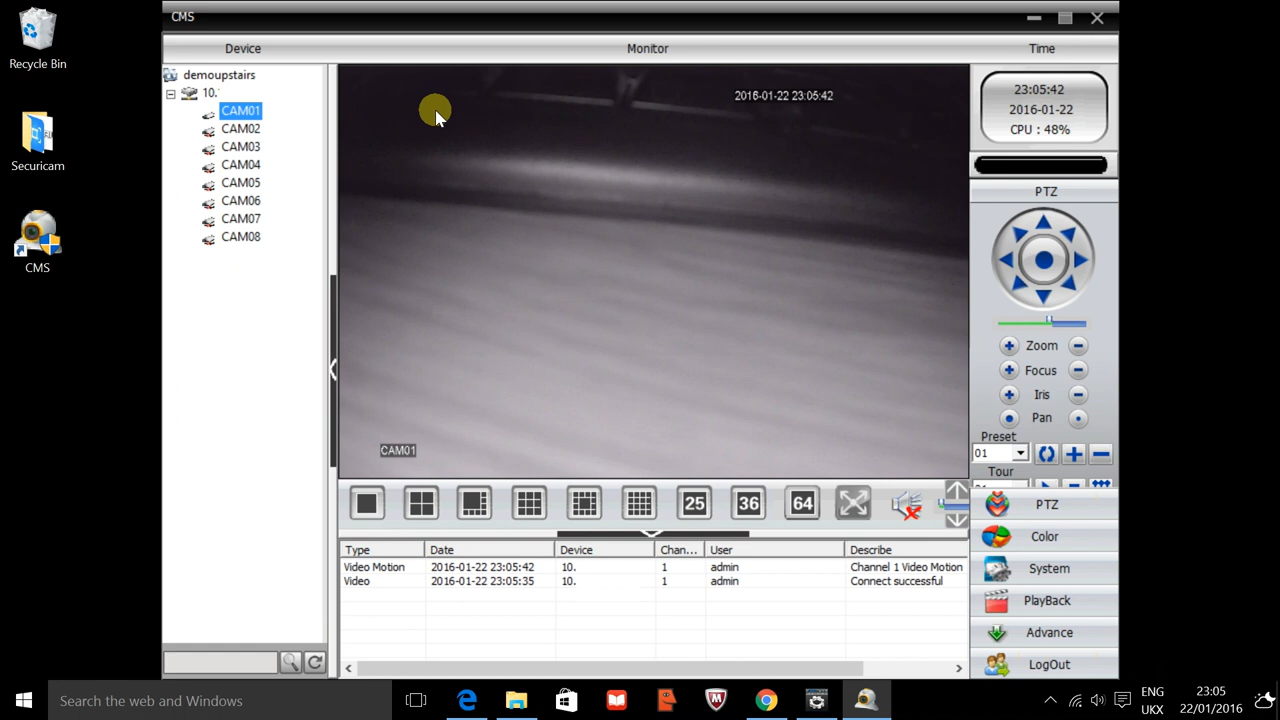 Recycle Bin
Securicam
CMS
CMS
Device
Monitor
Time
demoupstairs
10.
CAM01
CAM02
CAM03
CAM04
CAM05
CAM06
CAM07
CAM08
2016-01-22 23:05:42
CAM01
23:05:42
2016-01-22
CPU : 48%
PTZ
Zoom
Focus
Iris
Pan
Preset
01
Tour
25
36
64
PTZ
Color
System
PlayBack
Advance
LogOut
Type Date Device Chan... User Describe
Video Motion 2016-01-22 23:05:42 10. 1 admin Channel 1 Video Motion
Video 2016-01-22 23:05:35 10. 1 admin Connect successful
Search the web and Windows
ENG
UKX
23:05
22/01/2016